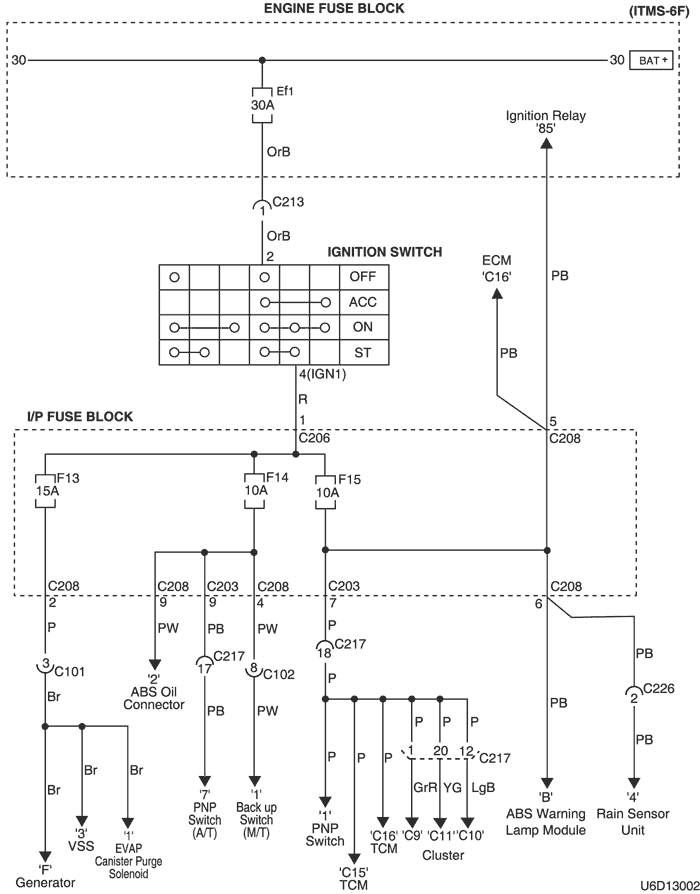 ENGINE FUSE BLOCK
(ITMS-6F)
30
30
BAT+
Ef1
30A
Ignition Relay
'85'
OrB
C213
1
OrB
2
IGNITION SWITCH
OFF
ACC
ON
ST
ECM
'C16'
PB
PB
4(IGN1)
R
I/P FUSE BLOCK
1
C206
5
C208
F13
15A
F14
10A
F15
10A
C208
C208
C203
C208
C203
C208
2
9
9
4
7
6
P
PW
PB
PW
P
3
C101
17
C217
8
C102
18
C217
PB
C226
2
'2'
ABS Oil
Connector
Br
PB
PW
P
PB
PB
P
P
P
1
20
12
C217
Br
Br
Br
P
P
P
GrR
YG
LgB
'7'
PNP
Switch
(A/T)
'1'
Back up
Switch
(M/T)
'1'
PNP
Switch
'C16'
TCM
'C9'
'C11'
'C10'
Cluster
'B'
ABS Warning
Lamp Module
'4'
Rain Sensor
Unit
'3'
VSS
'1'
EVAP
Canister Purge
Solenoid
'F'
Generator
'C15'
TCM
U6D13002